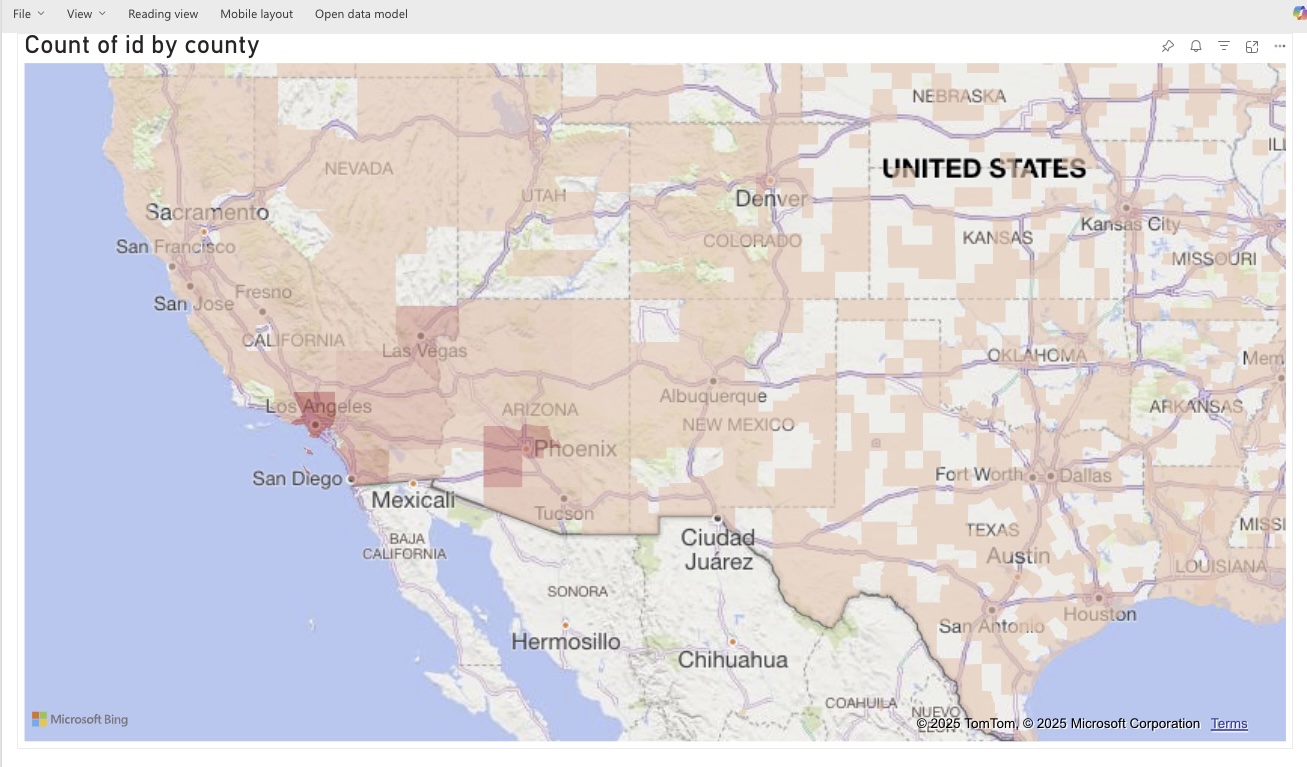 File View Reading view Mobile layout Open data model
Count of id by county
NEBRASKA
ILL
UNITED STATES
NEVADA
UTAH
Denver
Sacramento
Kansas City
San Francisco
COLORADO
KANSAS
MISSOURI
Fresno
San Jose
CALIFORNIA
Las Vegas
OKLAHOMA
Mem
Albuquerque
Los Angeles
ARIZONA
ARKANSAS
NEW MEXICO
Phoenix
San Diego
Fort Worth
Dallas
Mexicali
Tucson
MISSI
TEXAS
BAJA
CALIFORNIA
Ciudad
Juárez
Austin
LOUISIANA
SONORA
Houston
San Antonio
Hermosillo
Chihuahua
COAHUILA
NUEVO
LEÓN
Microsoft Bing
© 2025 TomTom, © 2025 Microsoft Corporation Terms